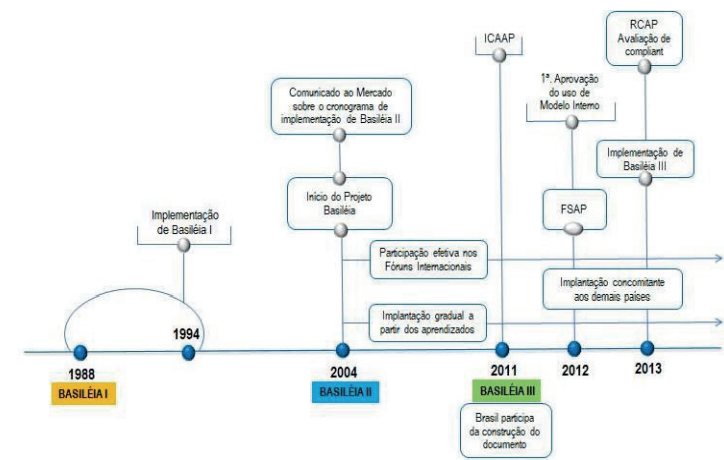 RCAP
Avaliação de
compliant
ICAAP
1ª. Aprovação
do uso de
Modelo Interno
Comunicado ao Mercado
sobre o cronograma de
implementação de Basiléia II
Implementação de
Basiléia III
Início do Projeto
Basiléia
FSAP
Implementação
de Basiléia I
Participação efetiva nos
Fóruns Internacionais
Implantação concomitante
aos demais países
Implantação gradual a
partir dos aprendizados
1994
1988
2004
2011
2012
2013
BASILÉIA I
BASILÉIA II
BASILÉIA III
Brasil participa
da construção do
documento